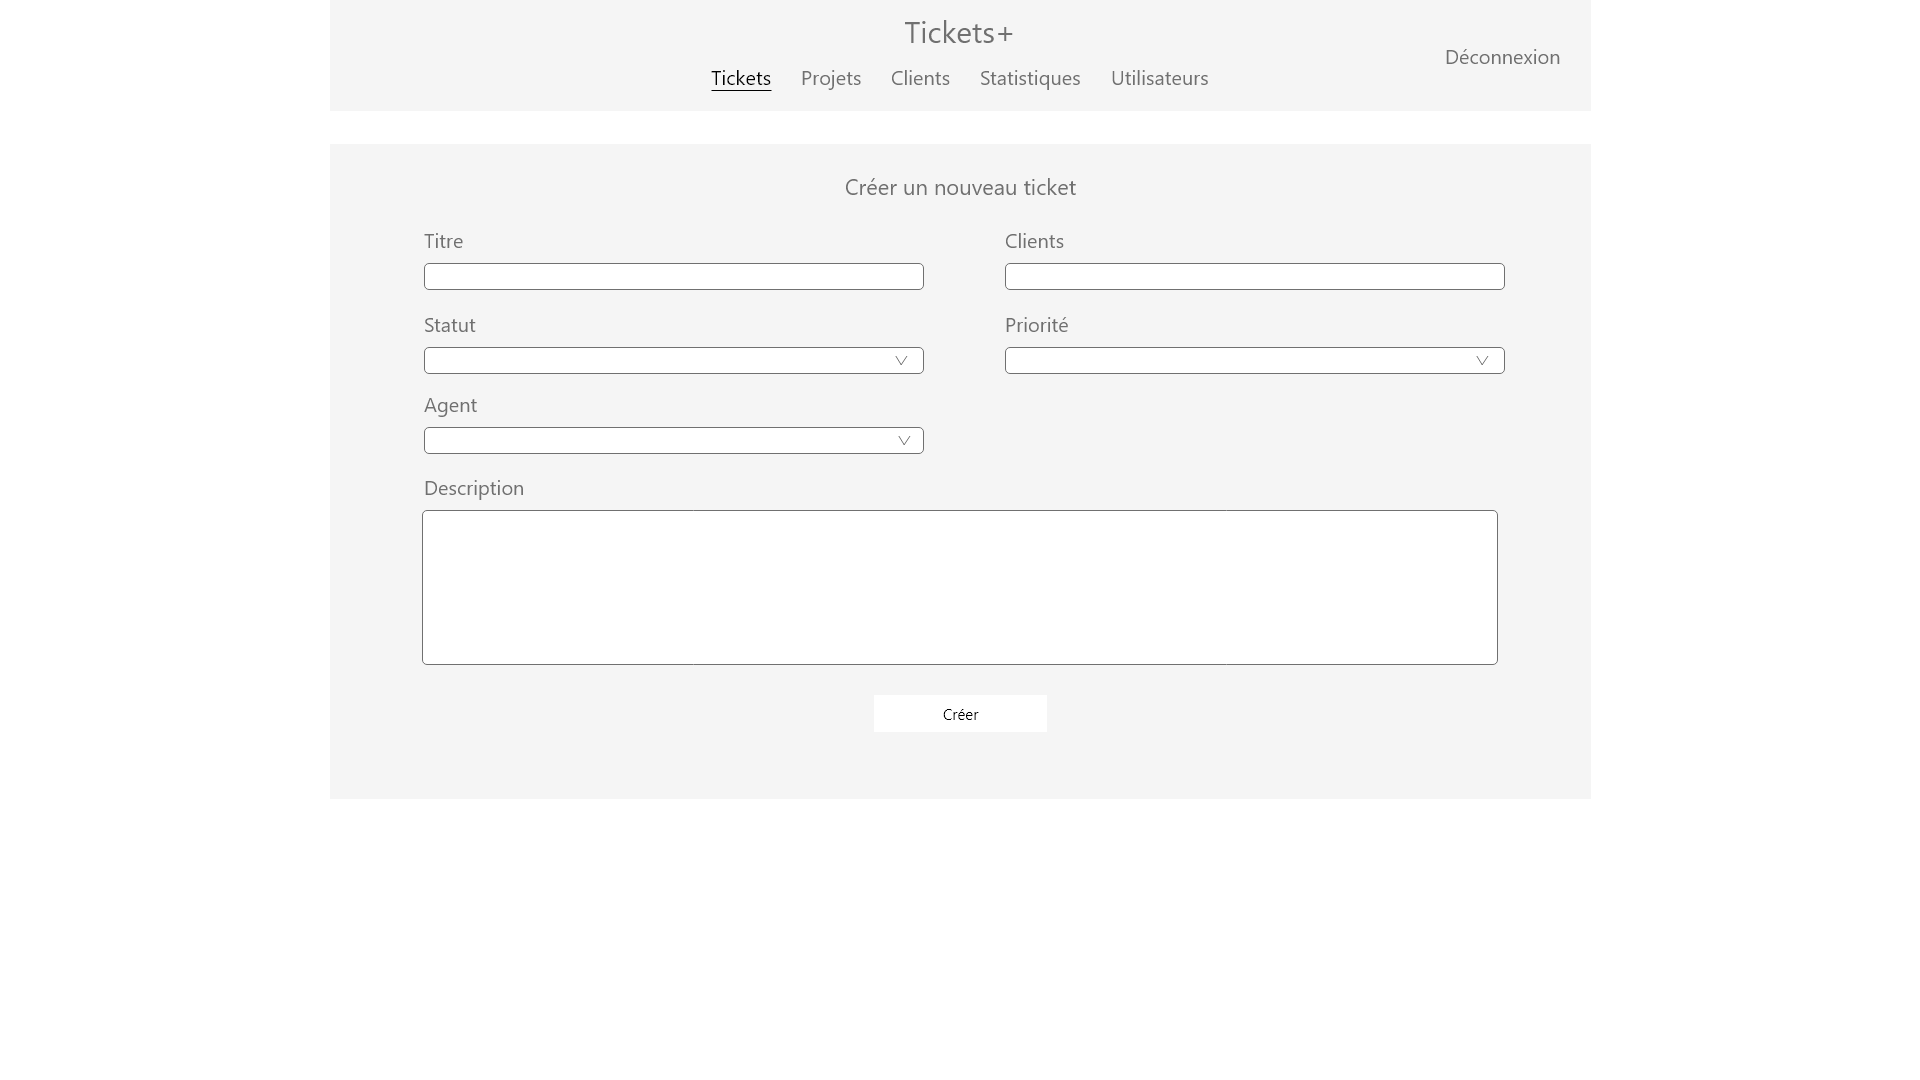 Tickets+
Déconnexion
Tickets Projets Clients Statistiques Utilisateurs
Créer un nouveau ticket
Titre Clients
Statut Priorité
Agent
Description
Créer